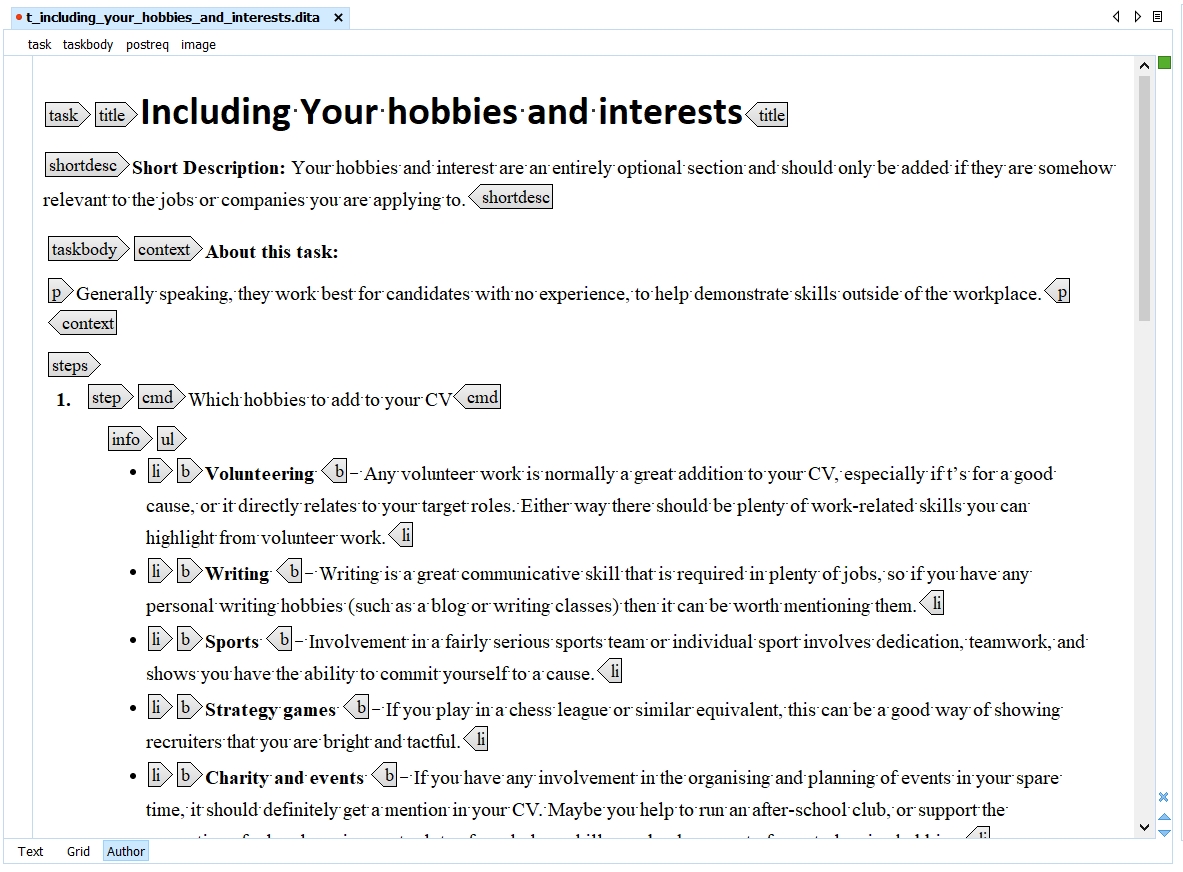 t_including_your_hobbies_and_interests.dita ×
task taskbody postreq image
task title Including Your hobbies and interests title
shortdesc Short Description: Your hobbies and interest are an entirely optional section and should only be added if they are somehow
relevant to the jobs or companies you are applying to. shortdesc
taskbody context About this task:
p Generally speaking, they work best for candidates with no experience, to help demonstrate skills outside of the workplace. p
context
steps
1. step cmd Which hobbies to add to your CV cmd
info ul
• li b Volunteering b – Any volunteer work is normally a great addition to your CV, especially if t’s for a good
cause, or it directly relates to your target roles. Either way there should be plenty of work-related skills you can
highlight from volunteer work. li
• li b Writing b – Writing is a great communicative skill that is required in plenty of jobs, so if you have any
personal writing hobbies (such as a blog or writing classes) then it can be worth mentioning them. li
• li b Sports b – Involvement in a fairly serious sports team or individual sport involves dedication, teamwork, and
shows you have the ability to commit yourself to a cause. li
• li b Strategy games b – If you play in a chess league or similar equivalent, this can be a good way of showing
recruiters that you are bright and tactful. li
• li b Charity and events b – If you have any involvement in the organising and planning of events in your spare
time, it should definitely get a mention in your CV. Maybe you help to run an after-school club, or support the
Text Grid Author